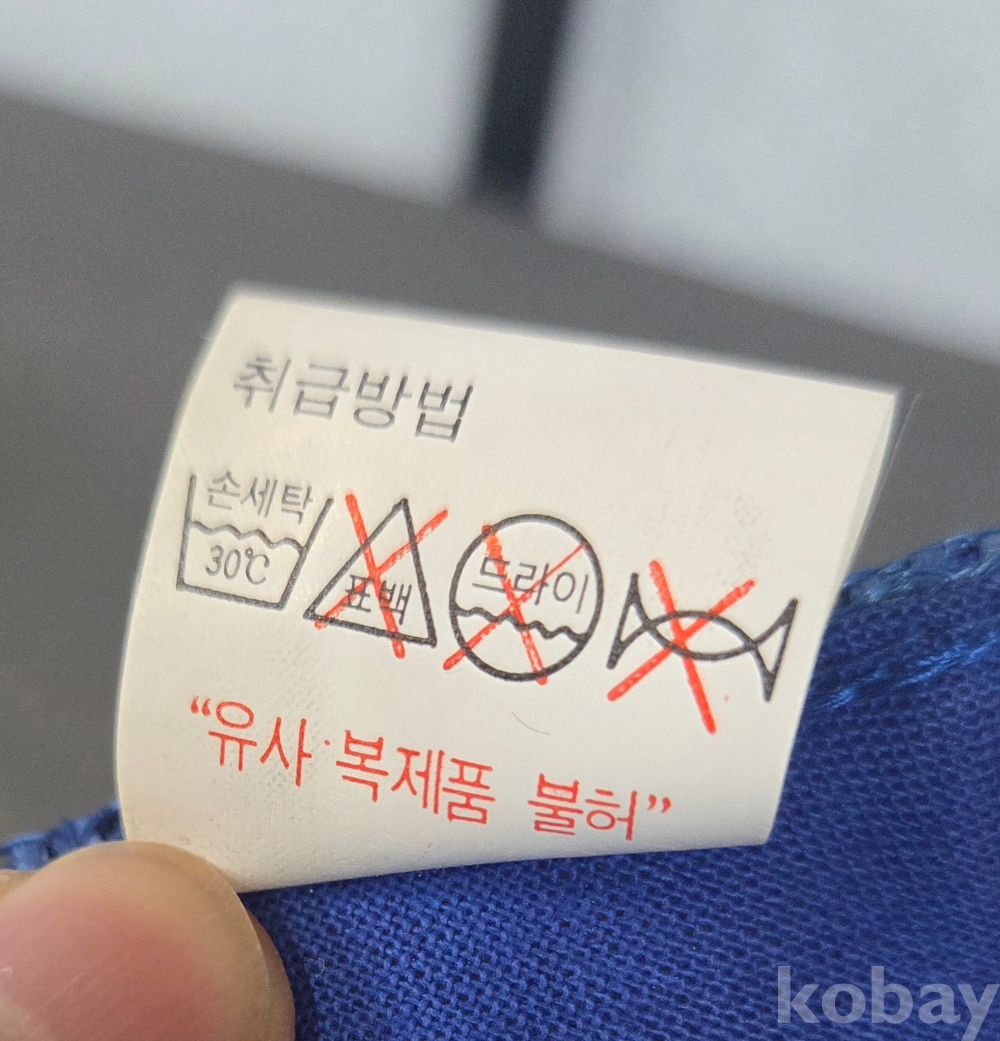 취급방법
손세탁
30℃
표백
드라이
“유사·복제품 불허”
kobay